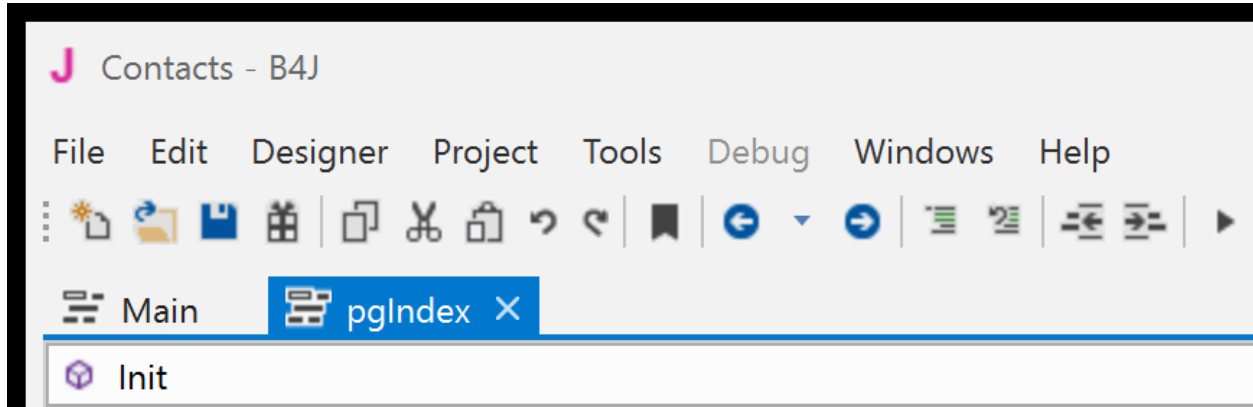 J Contacts - B4J
File Edit Designer Project Tools Debug Windows Help
Main pgIndex
Init